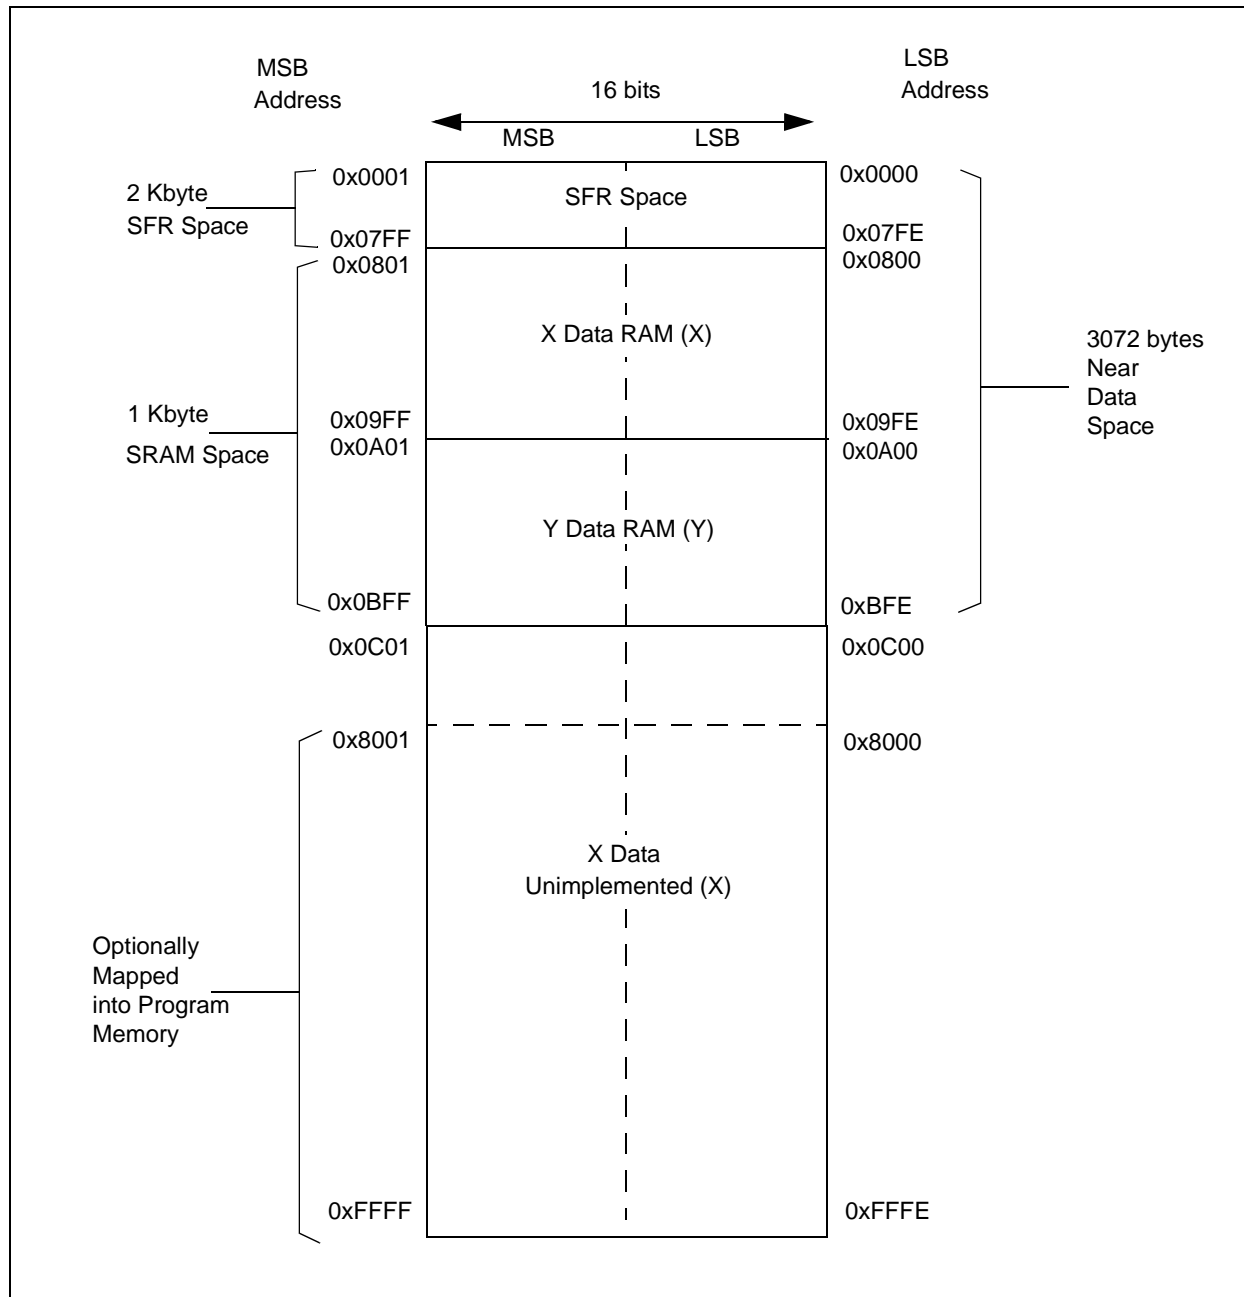 MSB
Address
LSB
Address
16 bits
MSB LSB
2 Kbyte
SFR Space
0x0001
SFR Space
0x0000
0x07FF
0x07FE
0x0801
0x0800
X Data RAM (X)
3072 bytes
Near
Data
Space
1 Kbyte
SRAM Space
0x09FF
0x09FE
0x0A01
0x0A00
Y Data RAM (Y)
0x0BFF
0xBFE
0x0C01
0x0C00
0x8001
0x8000
X Data
Unimplemented (X)
Optionally
Mapped
into Program
Memory
0xFFFF
0xFFFE